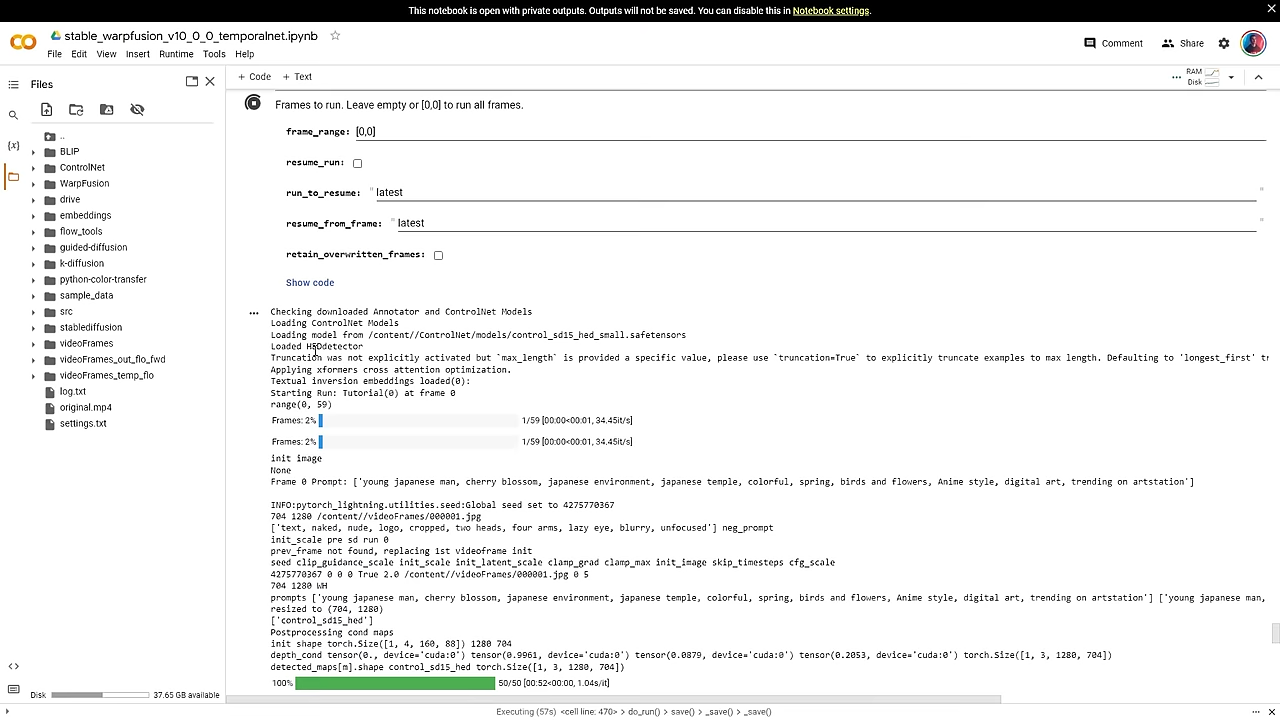 This notebook is open with private outputs. Outputs will not be saved. You can disable this in Notebook settings.
stable_warpfusion_v10_0_0_temporalnet.ipynb
Comment
Share
File Edit View Insert Runtime Tools Help
Files
+ Code + Text
RAM
Disk
..
BLIP
ControlNet
WarpFusion
drive
embeddings
flow_tools
guided-diffusion
k-diffusion
python-color-transfer
sample_data
src
stablediffusion
videoFrames
videoFrames_out_flo_fwd
videoFrames_temp_flo
log.txt
original.mp4
settings.txt
Disk 37.65 GB available
Frames to run. Leave empty or [0,0] to run all frames.
frame_range: [0,0]
resume_run:
run_to_resume: " latest "
resume_from_frame: " latest "
retain_overwritten_frames:
Show code
Checking downloaded Annotator and ControlNet Models
Loading ControlNet Models
Loading model from /content//ControlNet/models/control_sd15_hed_small.safetensors
Loaded HEDdetector
Truncation was not explicitly activated but `max_length` is provided a specific value, please use `truncation=True` to explicitly truncate examples to max length. Defaulting to 'longest_first' tr
Applying xformers cross attention optimization.
Textual inversion embeddings loaded(0):
Starting Run: Tutorial(0) at frame 0
range(0, 59)
Frames: 2% 1/59 [00:00<00:01, 34.45it/s]
Frames: 2% 1/59 [00:00<00:01, 34.45it/s]
init image
None
Frame 0 Prompt: ['young japanese man, cherry blossom, japanese environment, japanese temple, colorful, spring, birds and flowers, Anime style, digital art, trending on artstation']
INFO:pytorch_lightning.utilities.seed:Global seed set to 4275770367
704 1280 /content//videoFrames/000001.jpg
['text, naked, nude, logo, cropped, two heads, four arms, lazy eye, blurry, unfocused'] neg_prompt
init_scale pre sd run 0
prev_frame not found, replacing 1st videoframe init
seed clip_guidance_scale init_scale init_latent_scale clamp_grad clamp_max init_image skip_timesteps cfg_scale
4275770367 0 0 0 True 2.0 /content//videoFrames/000001.jpg 0 5
704 1280 WH
prompts ['young japanese man, cherry blossom, japanese environment, japanese temple, colorful, spring, birds and flowers, Anime style, digital art, trending on artstation'] ['young japanese man,
resized to (704, 1280)
['control_sd15_hed']
Postprocessing cond maps
init shape torch.Size([1, 4, 160, 88]) 1280 704
depth_cond tensor(0., device='cuda:0') tensor(0.9961, device='cuda:0') tensor(0.0879, device='cuda:0') tensor(0.2053, device='cuda:0') torch.Size([1, 3, 1280, 704])
detected_maps[m].shape control_sd15_hed torch.Size([1, 3, 1280, 704])
100% 50/50 [00:52<00:00, 1.04s/it]
Executing (57s) <cell line: 470> > do_run() > save() > _save() > _save()